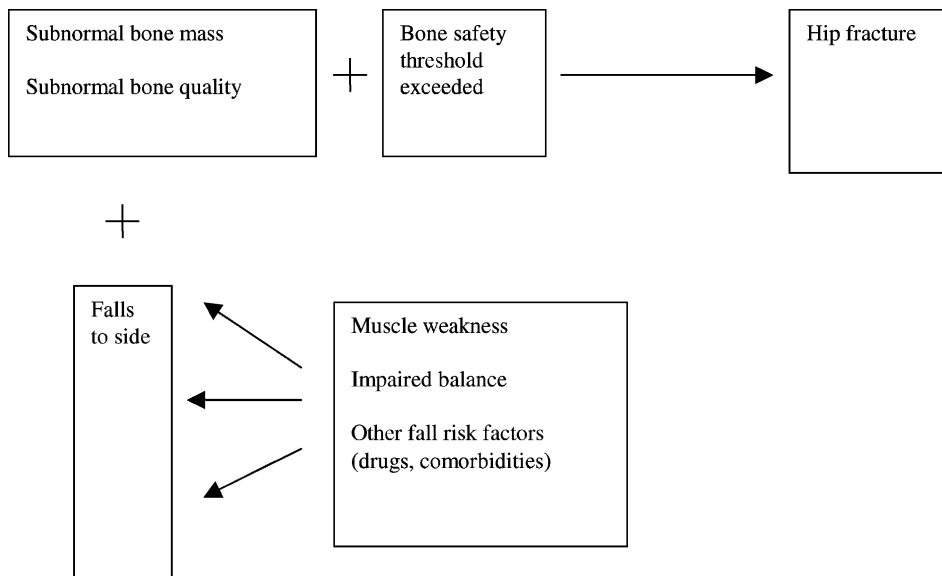 Subnormal bone mass
Subnormal bone quality
Bone safety
threshold
exceeded
Hip fracture
Falls
to side
Muscle weakness
Impaired balance
Other fall risk factors
(drugs, comorbidities)